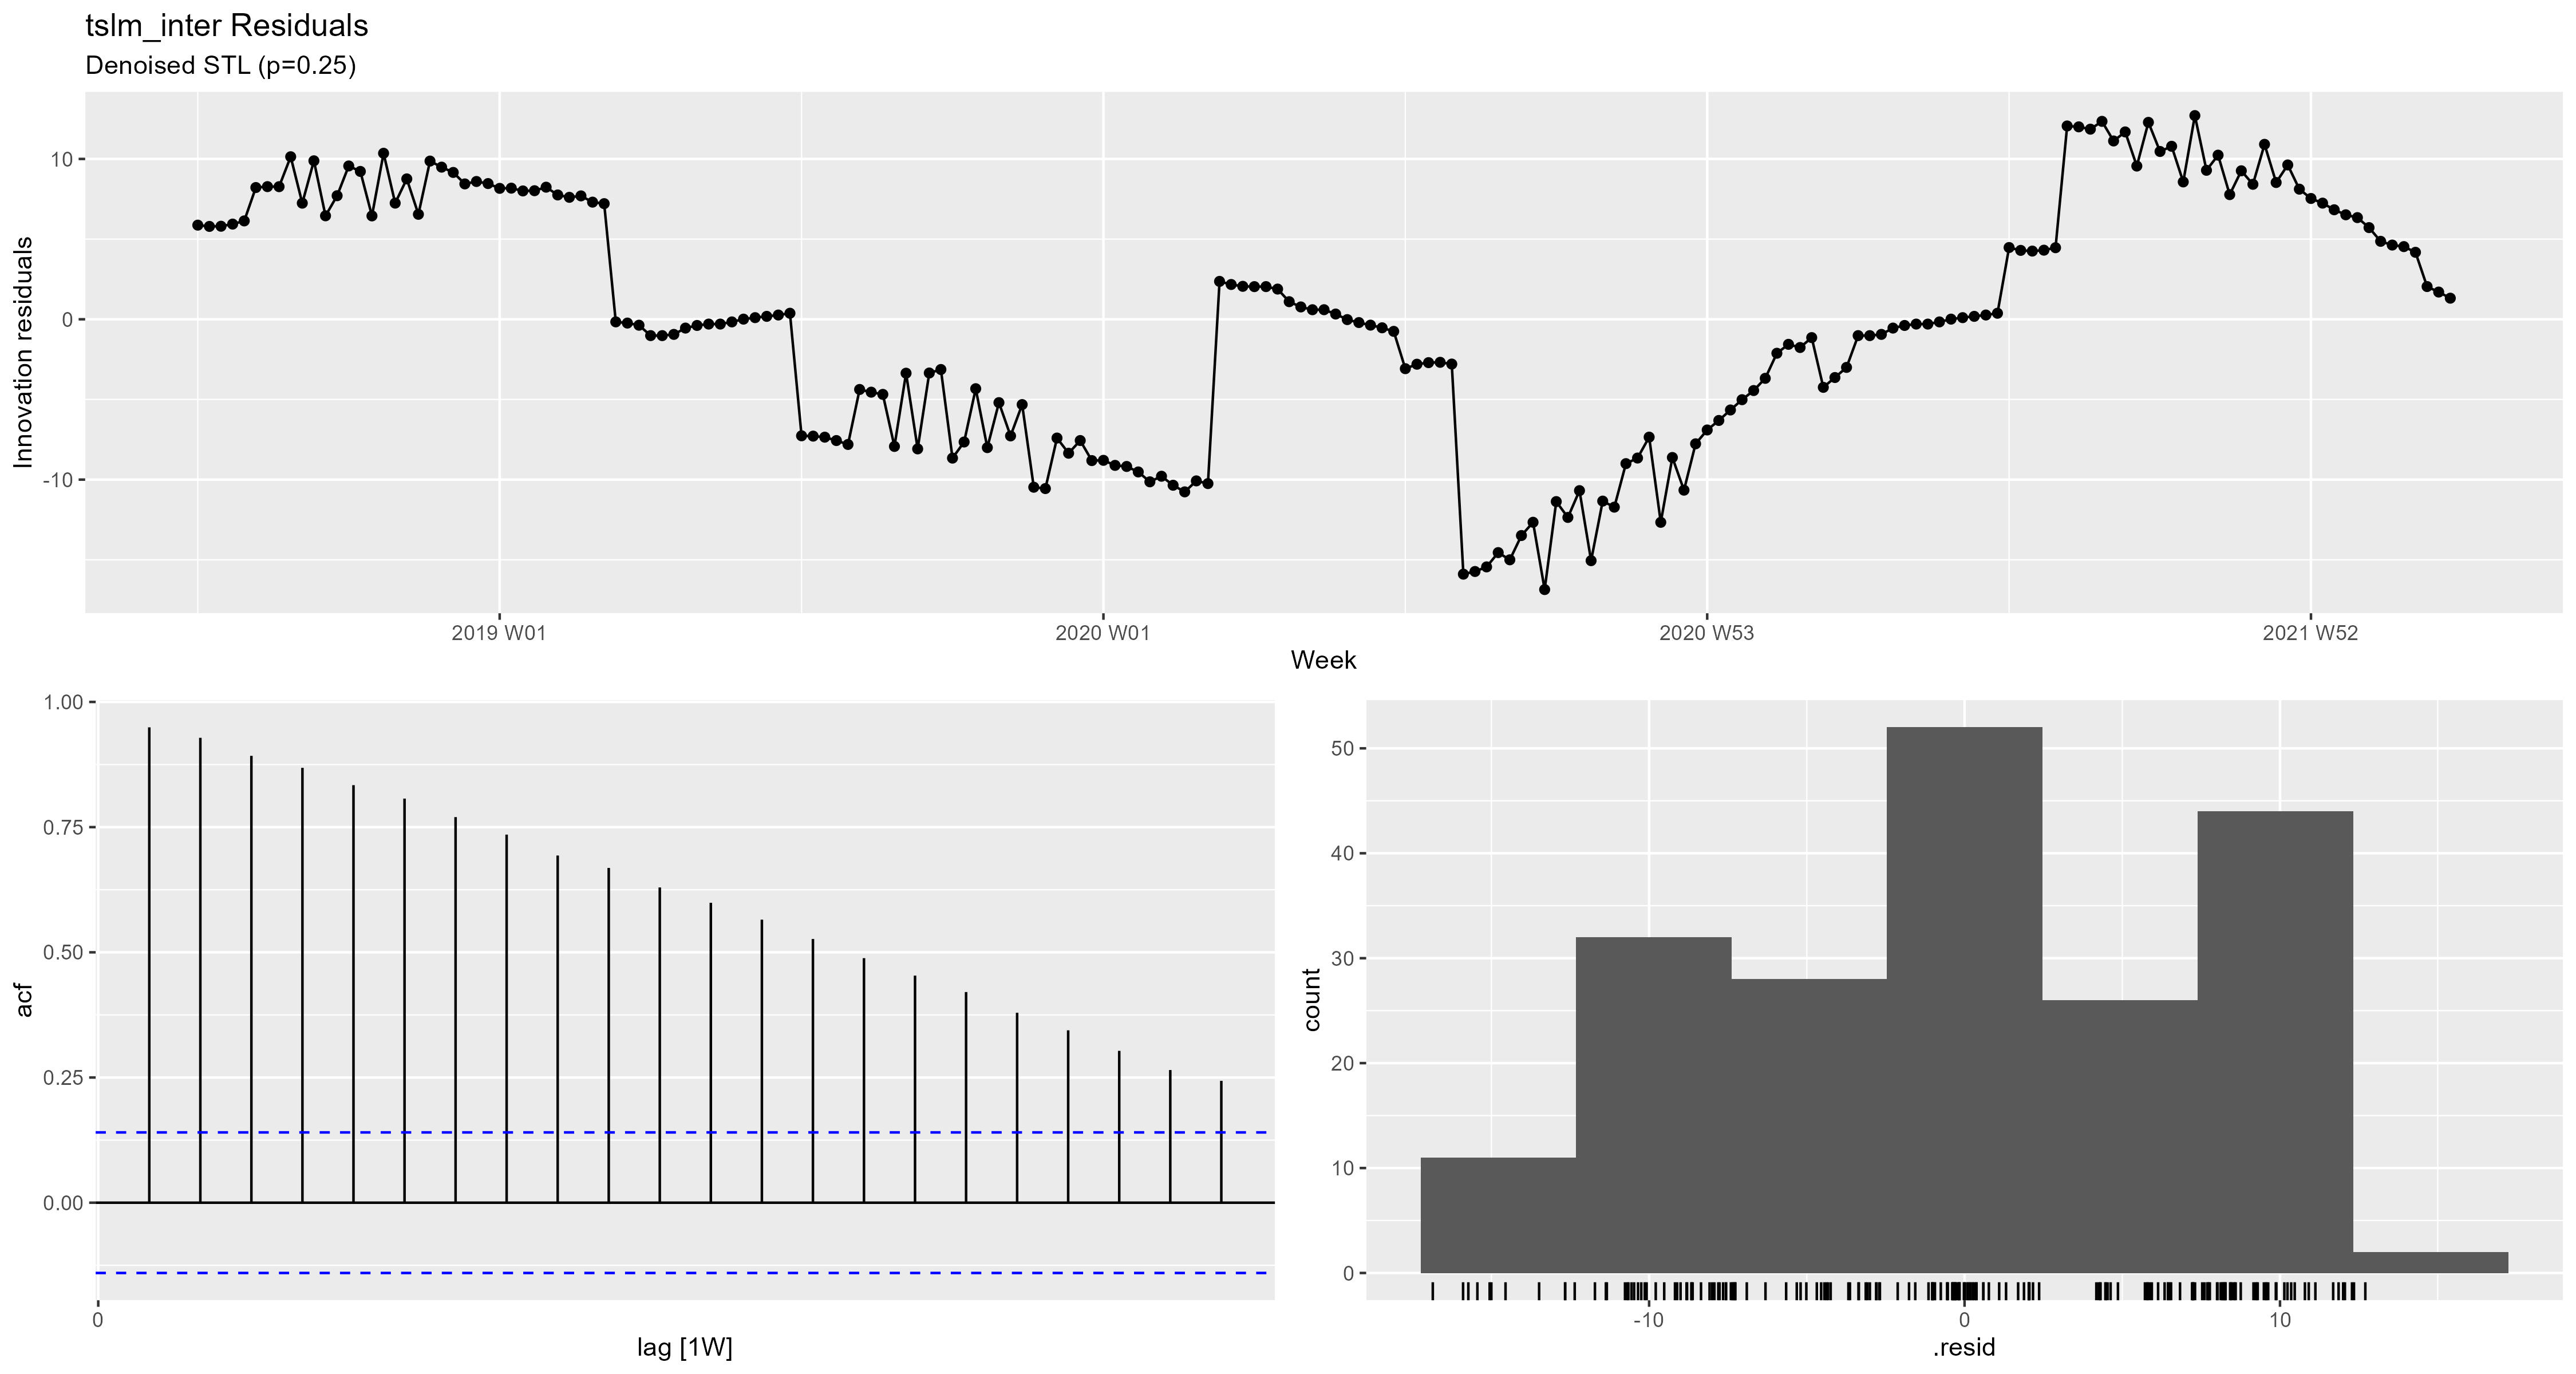 tslm_inter Residuals
Denoised STL (p=0.25)
Innovation residuals
10
0
-10
2019 W01
2020 W01
2020 W53
2021 W52
Week
acf
1.00
0.75
0.50
0.25
0.00
0
lag [1W]
count
50
40
30
20
10
0
-10
0
10
.resid